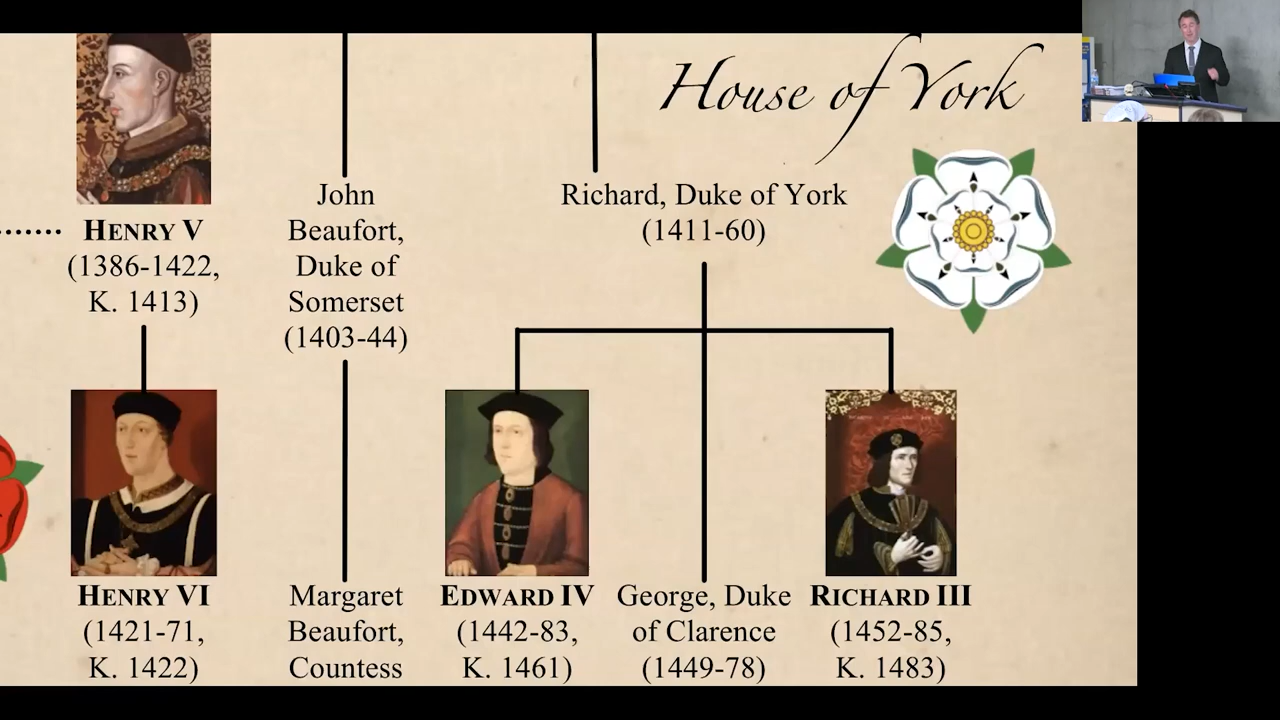 House of York
John
Beaufort,
Duke of
Somerset
(1403-44)
Richard, Duke of York
(1411-60)
HENRY V
(1386-1422,
K. 1413)
HENRY VI
(1421-71,
K. 1422)
Margaret
Beaufort,
Countess
EDWARD IV
(1442-83,
K. 1461)
George, Duke
of Clarence
(1449-78)
RICHARD III
(1452-85,
K. 1483)